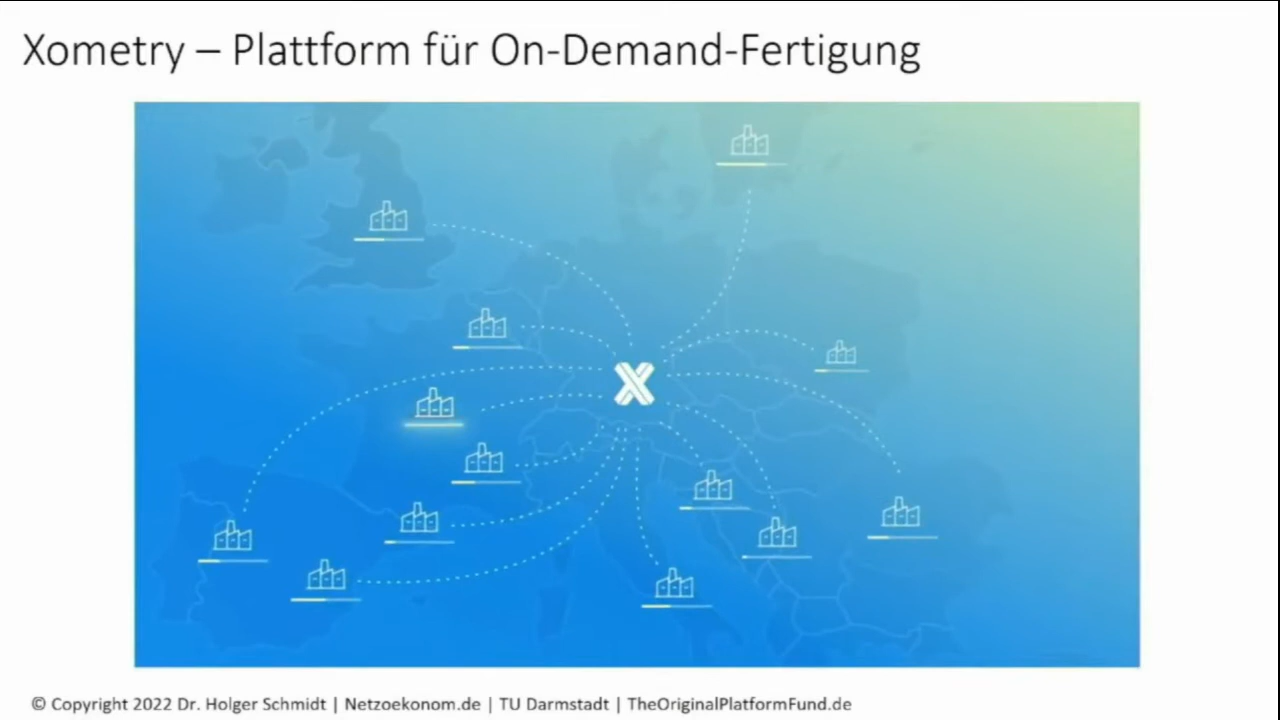 Xometry – Plattform für On-Demand-Fertigung
X
© Copyright 2022 Dr. Holger Schmidt | Netzoekonom.de | TU Darmstadt | TheOriginalPlatformFund.de